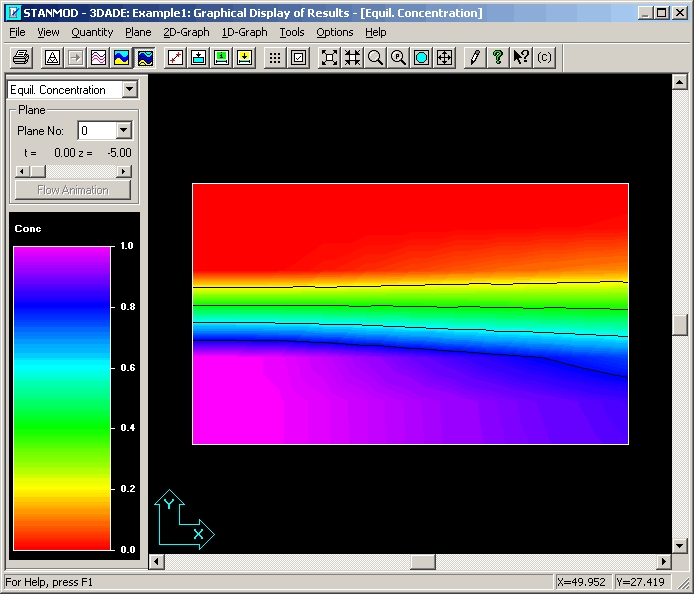 STANMOD - 3DADE: Example1: Graphical Display of Results - [Equil. Concentration]
File View Quantity Plane 2D-Graph 1D-Graph Tools Options Help
(C)
Equil. Concentration
Plane
Plane No: 0
t = 0.00 z = -5.00
Flow Animation
Conc
1.0
0.8
0.6
0.4
0.2
0.0
Y
X
For Help, press F1 X=49.952 Y=27.419